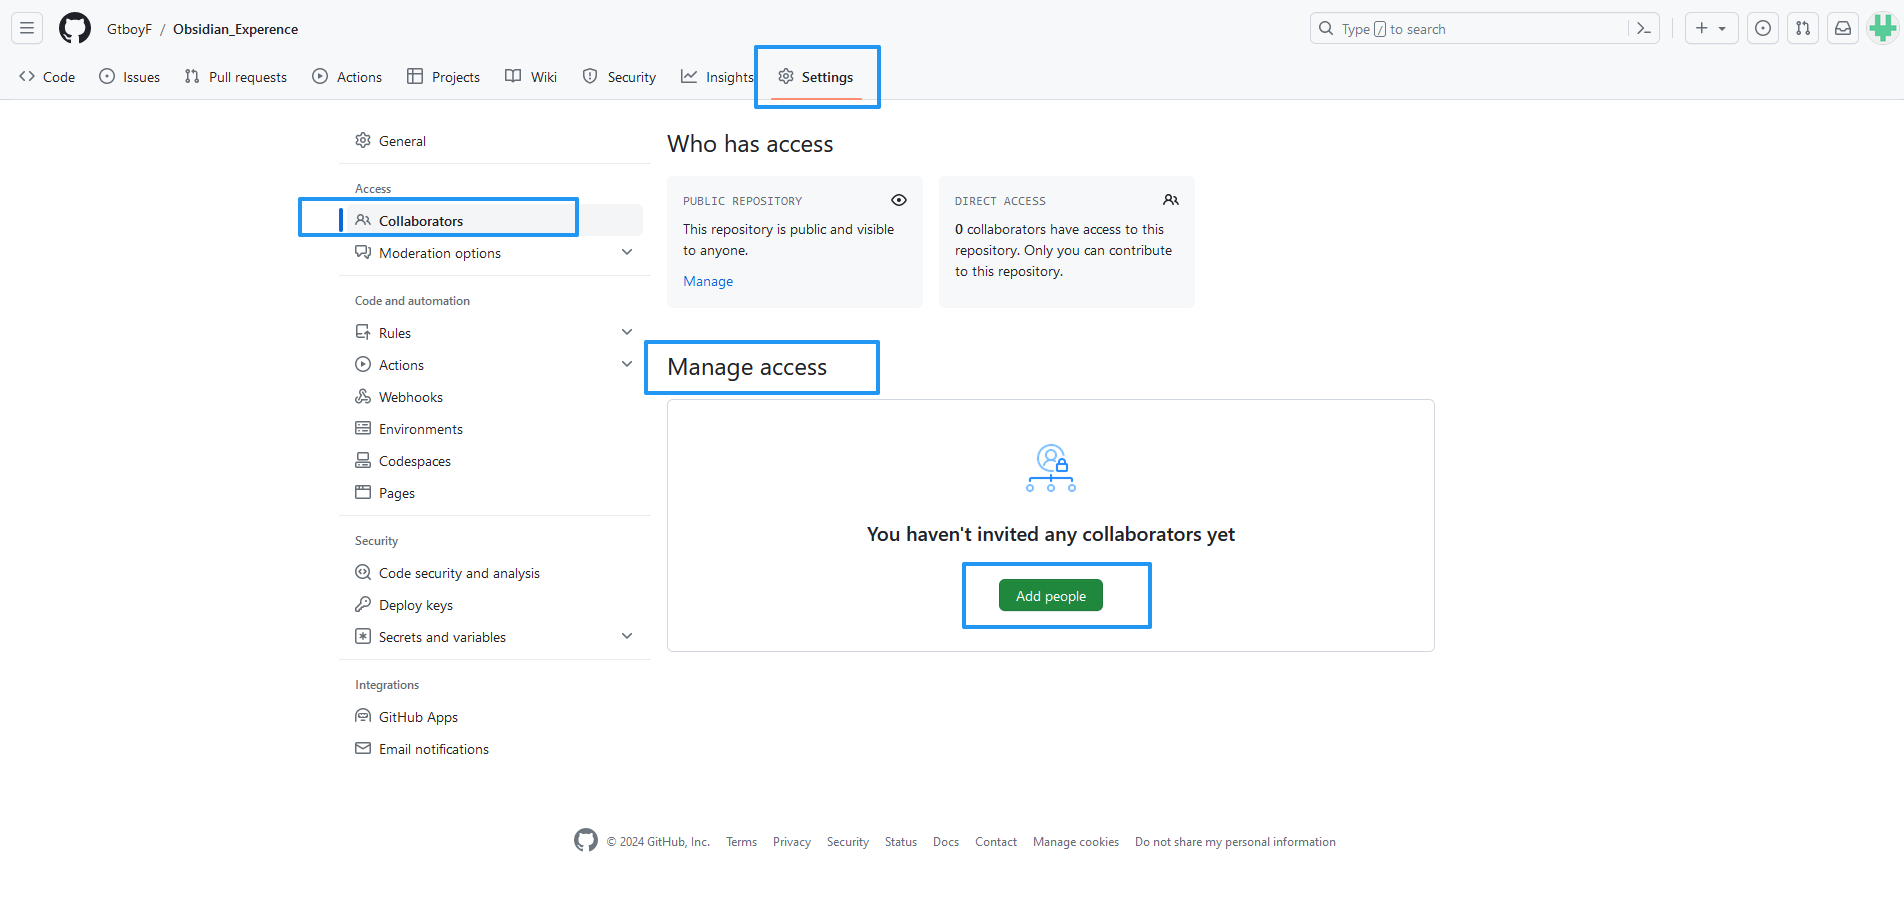 GtboyF / Obsidian_Experence
Type / to search
Code
Issues
Pull requests
Actions
Projects
Wiki
Security
Insights
Settings
General
Access
Collaborators
Moderation options
Code and automation
Rules
Actions
Webhooks
Environments
Codespaces
Pages
Security
Code security and analysis
Deploy keys
Secrets and variables
Integrations
GitHub Apps
Email notifications
Who has access
PUBLIC REPOSITORY
This repository is public and visible
to anyone.
Manage
DIRECT ACCESS
0 collaborators have access to this
repository. Only you can contribute
to this repository.
Manage access
You haven't invited any collaborators yet
Add people
© 2024 GitHub, Inc.
Terms
Privacy
Security
Status
Docs
Contact
Manage cookies
Do not share my personal information